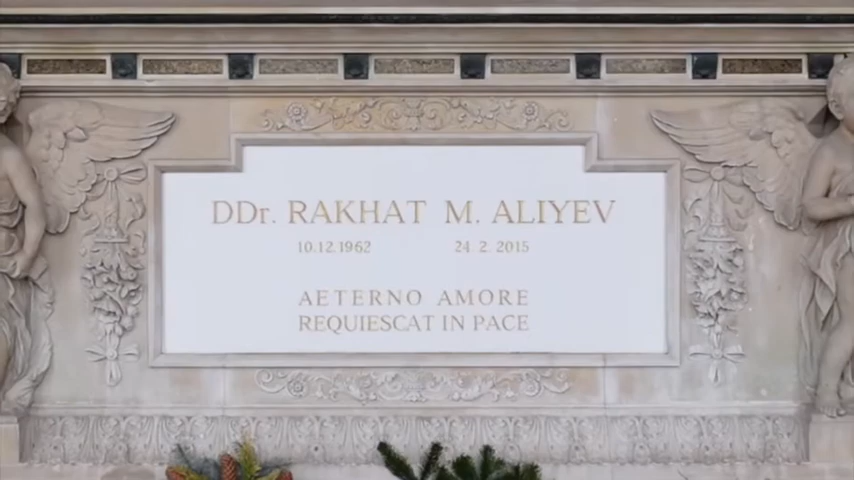 DDr. RAKHAT M. ALIYEV
10.12.1962 24 2. 2015
AETERNO AMORE
REQUIESCAT IN PACE